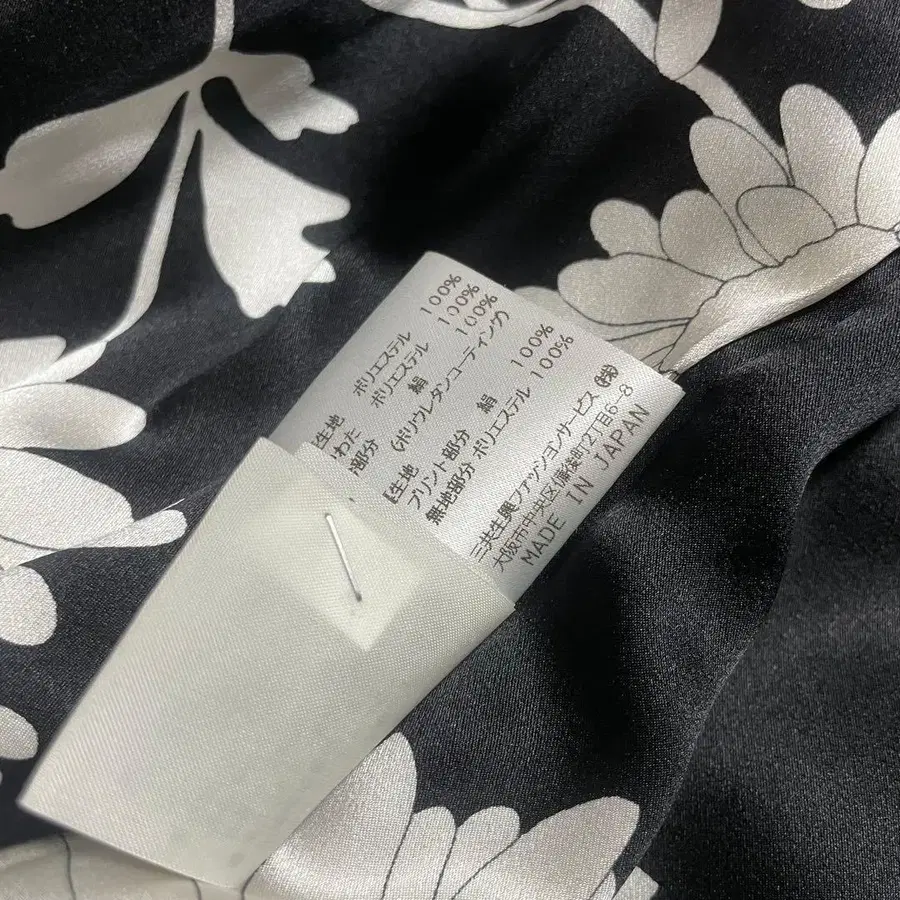 生地 ポリエステル 100%
わた ポリエステル 100%
部分 絹 100%
(ポリウレタンコーティング)
生地
プリント部分 絹 100%
無地部分 ポリエステル 100%
三共生興ファッションサービス(株)
大阪市中央区備後町2丁目6-8
MADE IN JAPAN